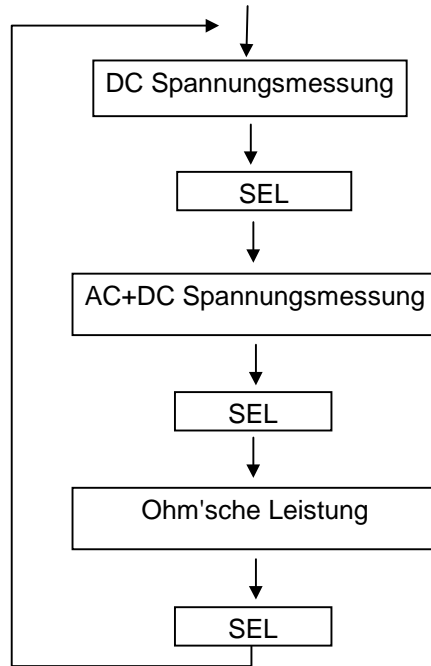 DC Spannungsmessung
SEL
AC+DC Spannungsmessung
SEL
Ohm'sche Leistung
SEL